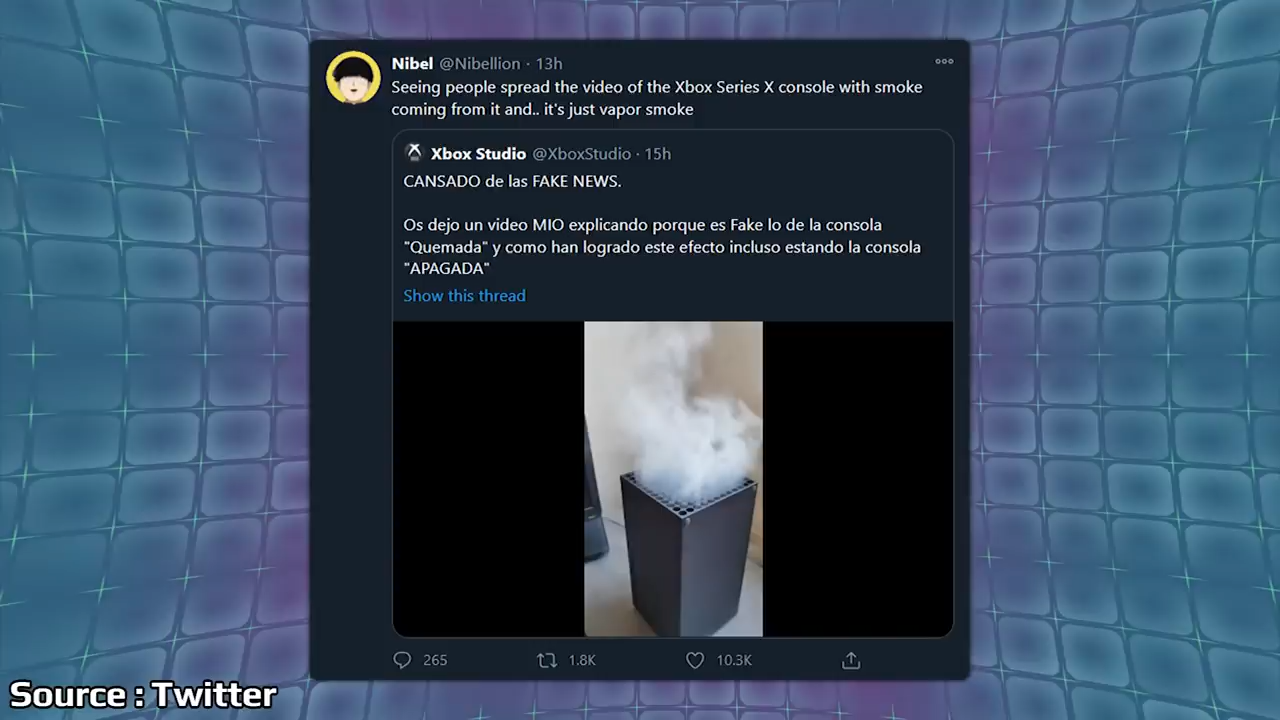 Nibel @Nibellion · 13h
Seeing people spread the video of the Xbox Series X console with smoke
coming from it and.. it's just vapor smoke
Xbox Studio @XboxStudio · 15h
CANSADO de las FAKE NEWS.
Os dejo un video MIO explicando porque es Fake lo de la consola
"Quemada" y como han logrado este efecto incluso estando la consola
"APAGADA"
Show this thread
265 1.8K 10.3K
Source : Twitter